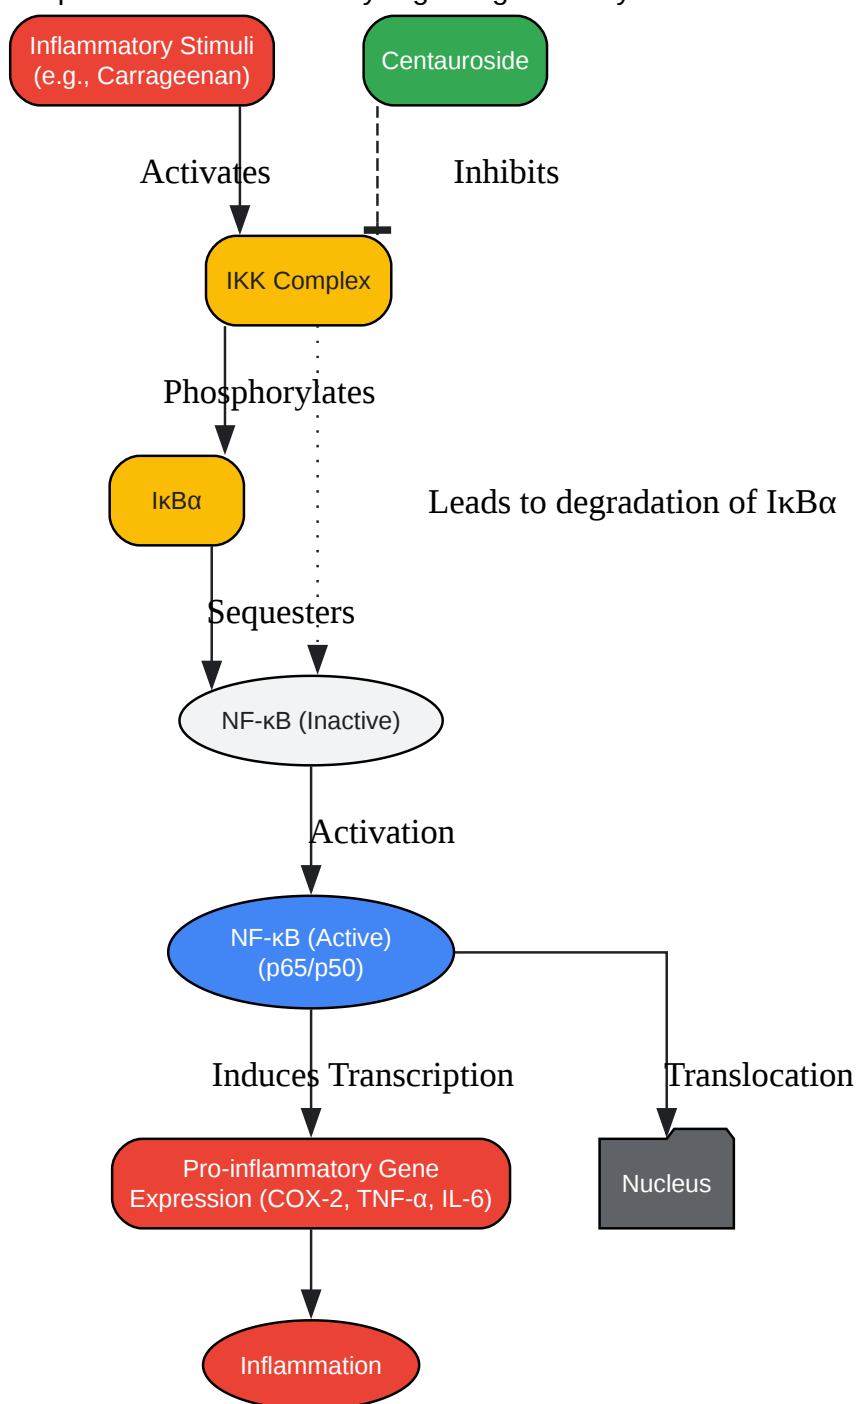 Inflammatory Stimuli
(e.g., Carrageenan)
Centauroside
Activates
Inhibits
IKK Complex
Phosphorylates
IκBα
Leads to degradation of IκBα
Sequesters
NF-κB (Inactive)
Activation
NF-κB (Active)
(p65/p50)
Induces Transcription
Translocation
Pro-inflammatory Gene
Expression (COX-2, TNF-α, IL-6)
Nucleus
Inflammation